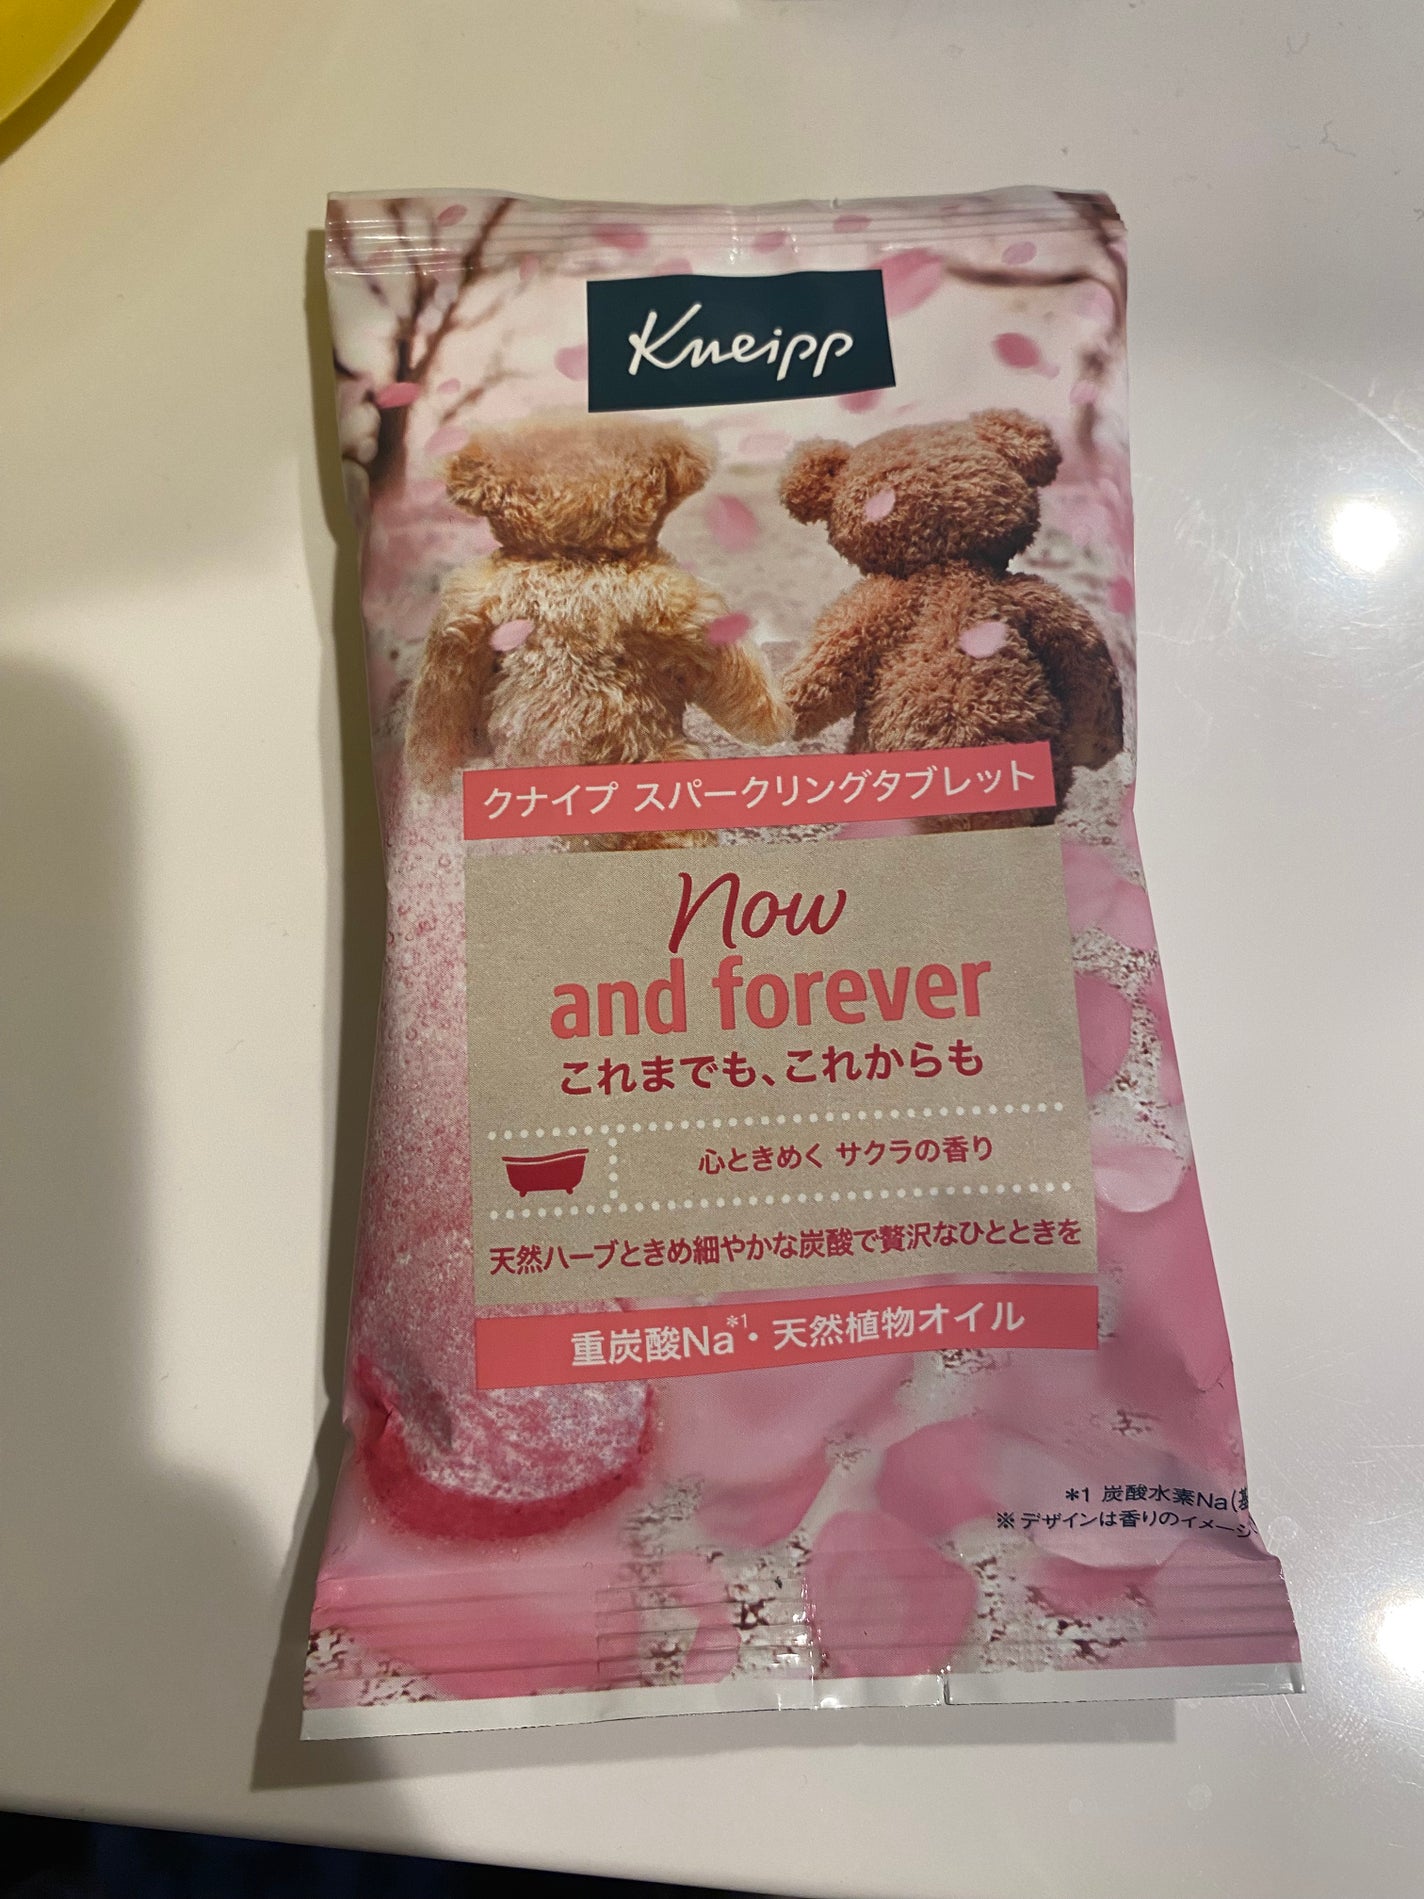 Kneipp
クナイプ スパークリングタブレット
Now
and forever
これまでも、これからも
心ときめく サクラの香り
天然ハーブときめ細やかな炭酸で贅沢なひとときを
重炭酸Na*1・天然植物オイル
*1 炭酸水素Na(基
※デザインは香りのイメージ